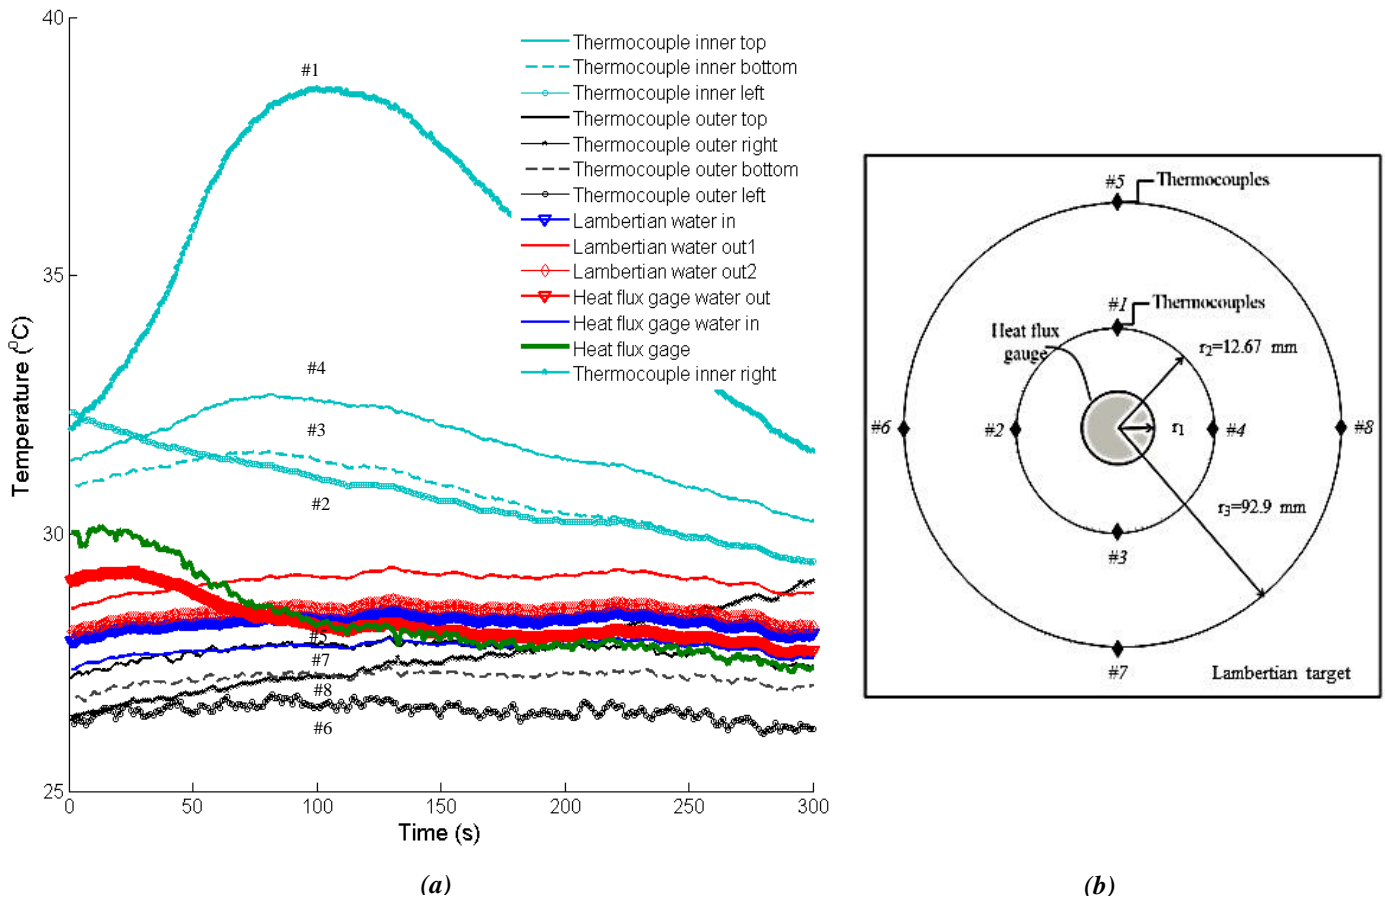 40
35
30
25
0
50
100
150
200
250
300
Temperature (⁰C)
Time (s)
#1
#4
#3
#2
#5
#7
#8
#6
Thermocouple inner top
Thermocouple inner bottom
Thermocouple inner left
Thermocouple outer top
Thermocouple outer right
Thermocouple outer bottom
Thermocouple outer left
Lambertian water in
Lambertian water out1
Lambertian water out2
Heat flux gage water out
Heat flux gage water in
Heat flux gage
Thermocouple inner right
(a)
#5
Thermocouples
#1
Thermocouples
Heat flux
gauge
r2=12.67 mm
#6
#2
r1
#4
#8
r3=92.9 mm
#3
#7
Lambertian target
(b)